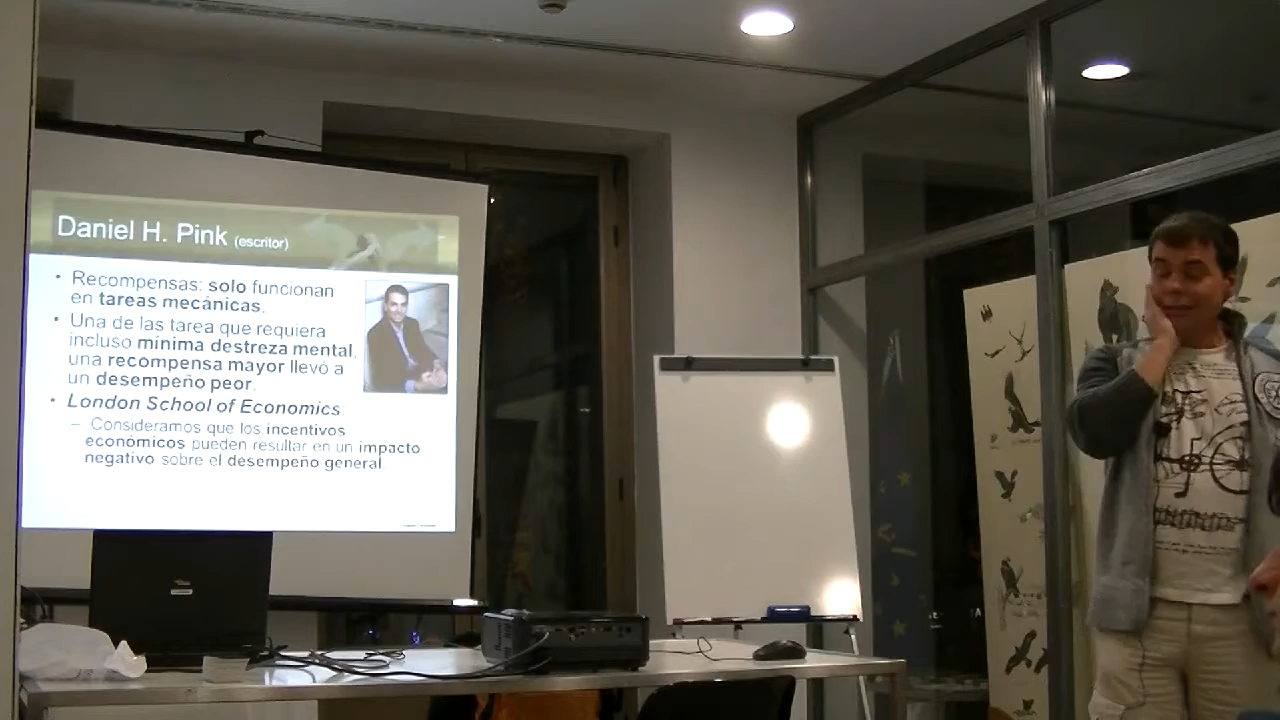 Daniel H. Pink (escritor)
• Recompensas: solo funcionan
en tareas mecánicas.
• Una de las tarea que requiera
incluso mínima destreza mental,
una recompensa mayor llevó a
un desempeño peor.
• London School of Economics:
– Consideramos que los incentivos
económicos pueden resultar en un impacto
negativo sobre el desempeño general.